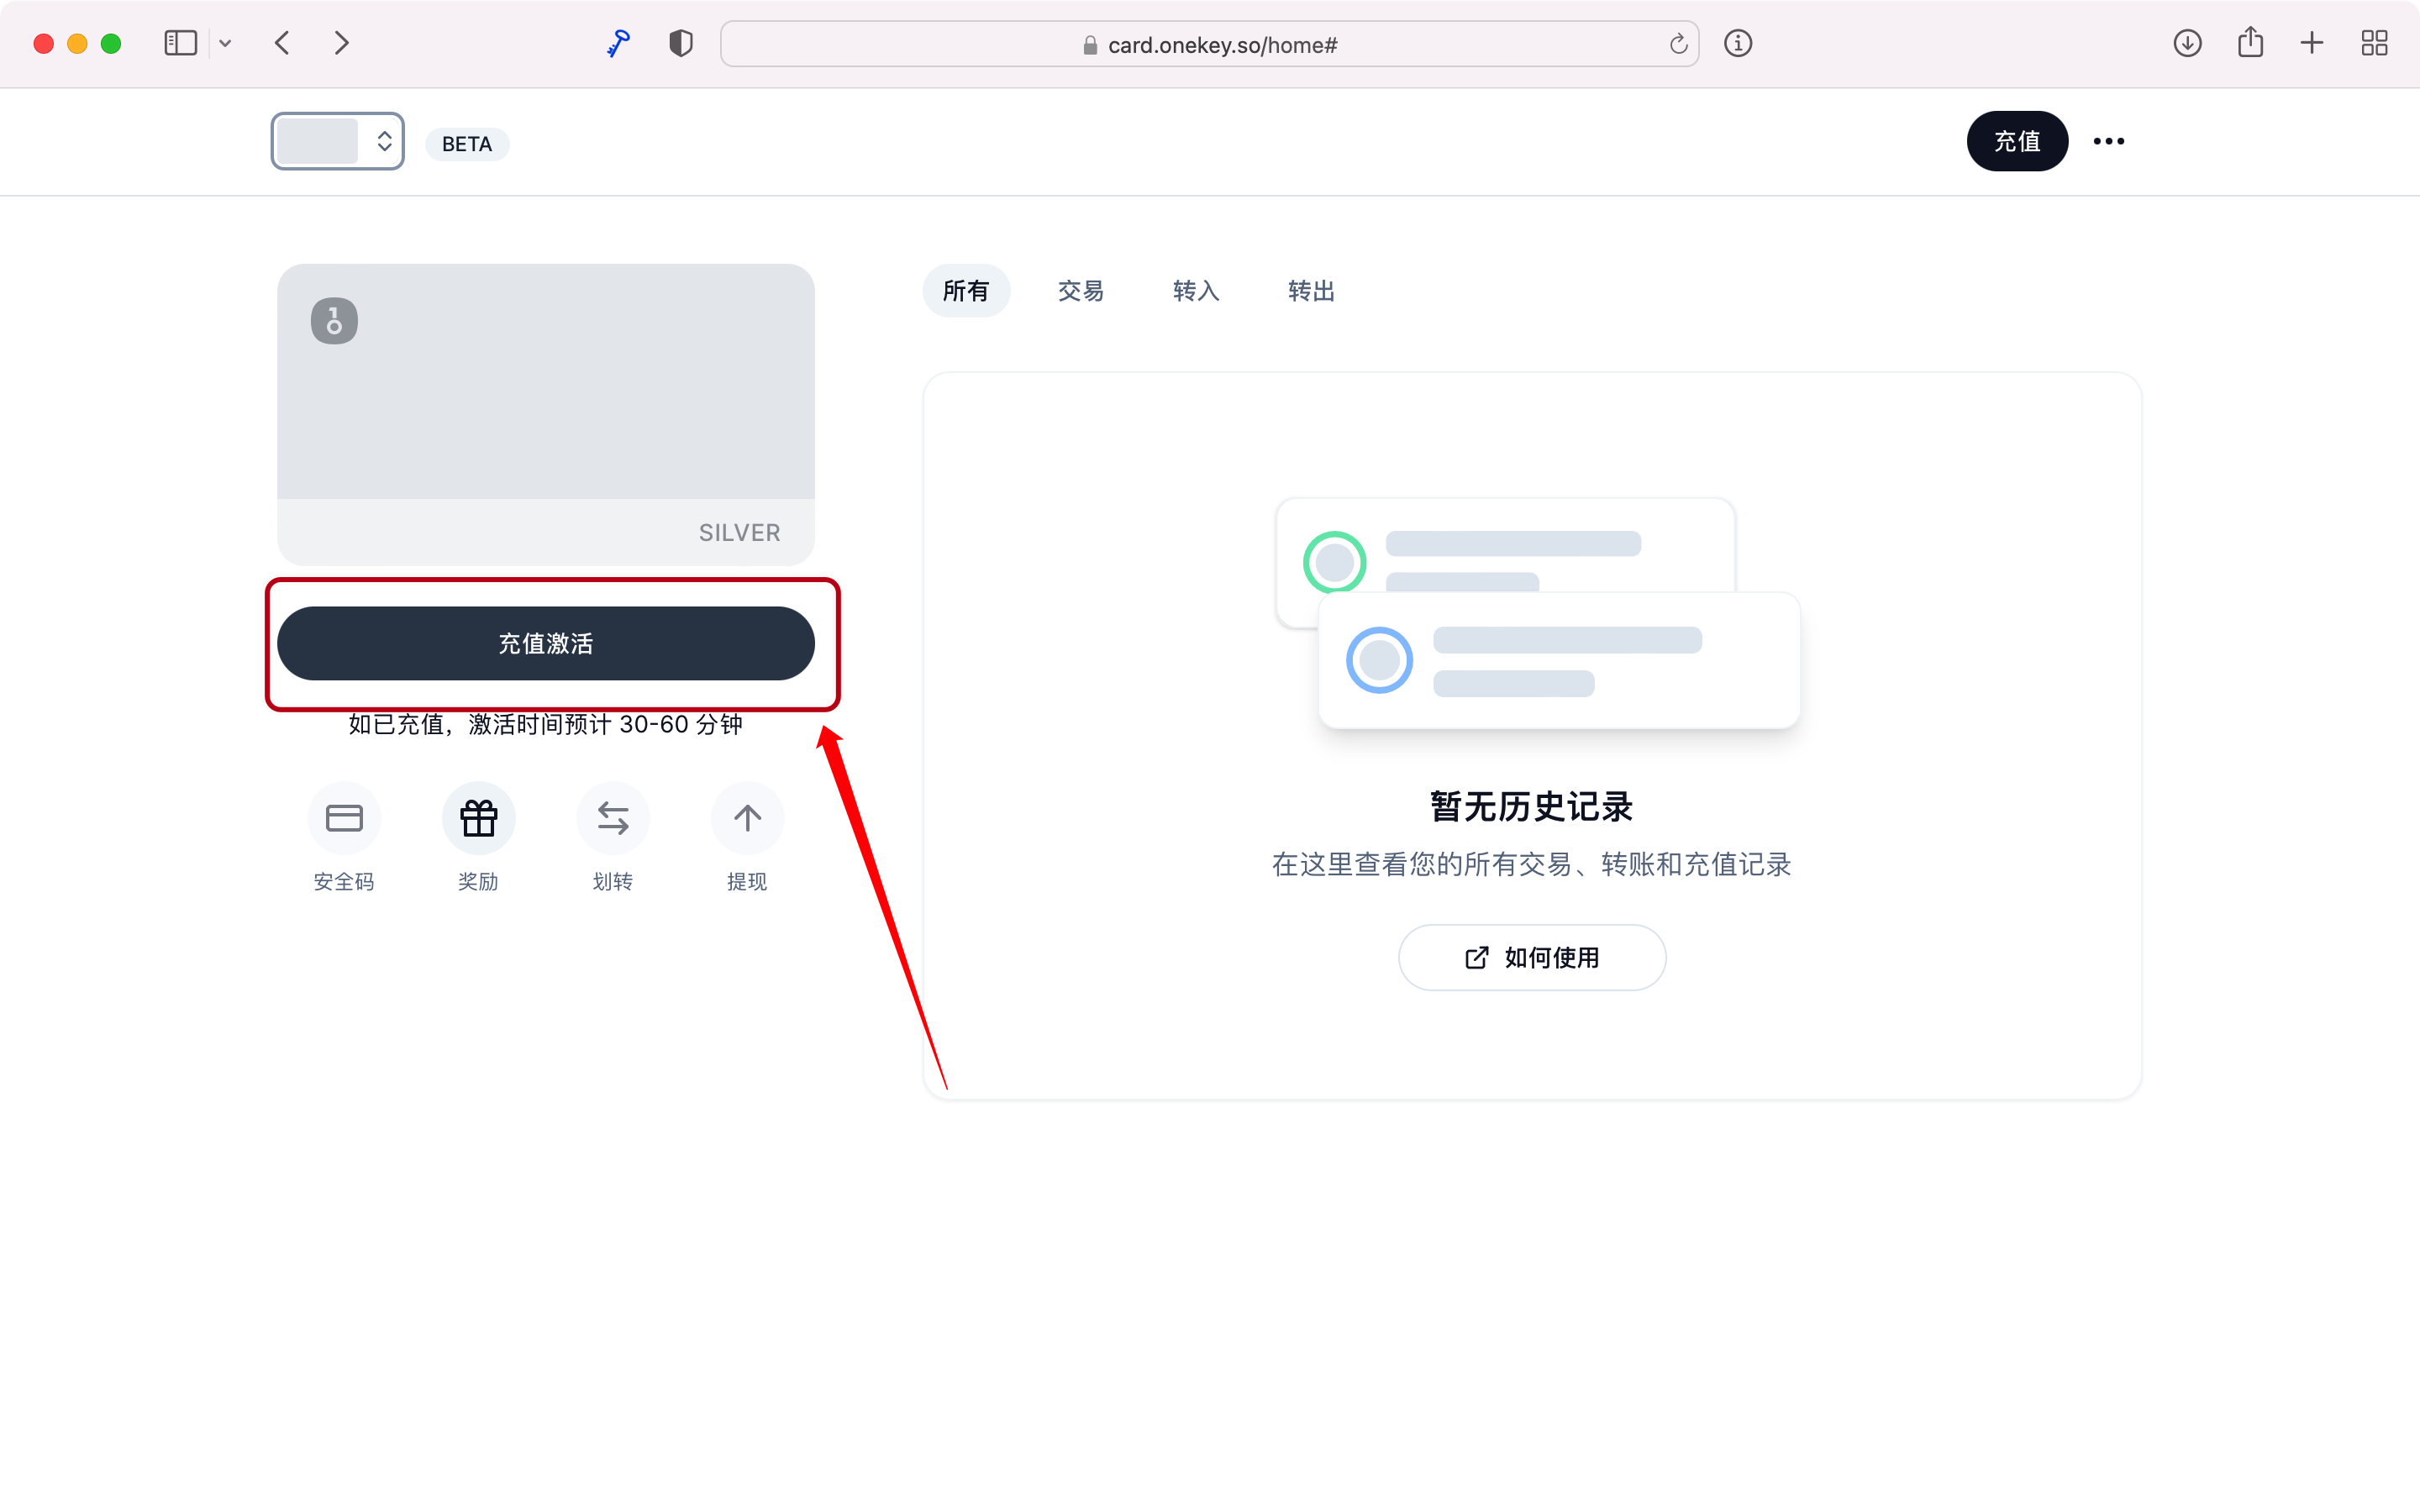 card.onekey.so/home#
BETA
充值
SILVER
充值激活
如已充值，激活时间预计 30-60 分钟
安全码
奖励
划转
提现
所有
交易
转入
转出
暂无历史记录
在这里查看您的所有交易、转账和充值记录
如何使用